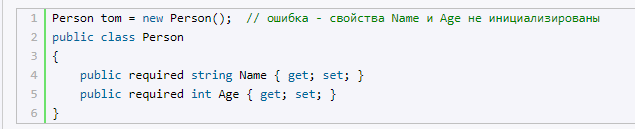 1 Person tom = new Person();  // ошибка - свойства Name и Age не инициализированы
2 public class Person
3 {
4     public required string Name { get; set; }
5     public required int Age { get; set; }
6 }